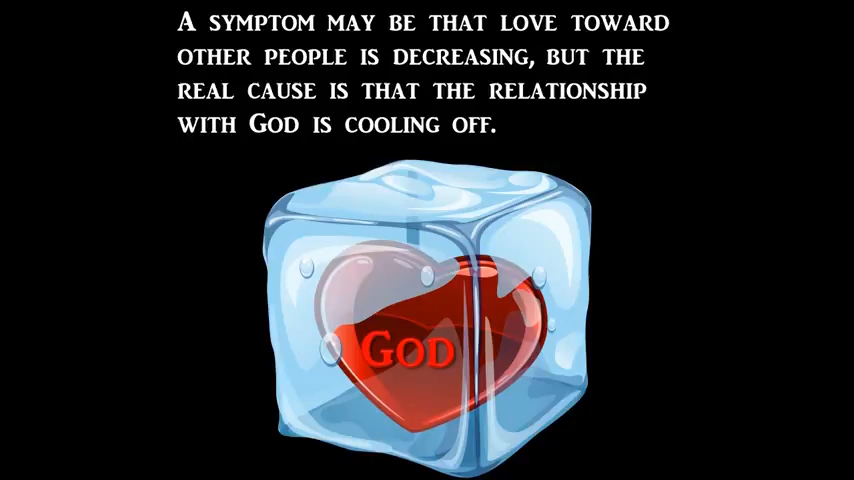 A symptom may be that love toward
other people is decreasing, but the
real cause is that the relationship
with God is cooling off.
God